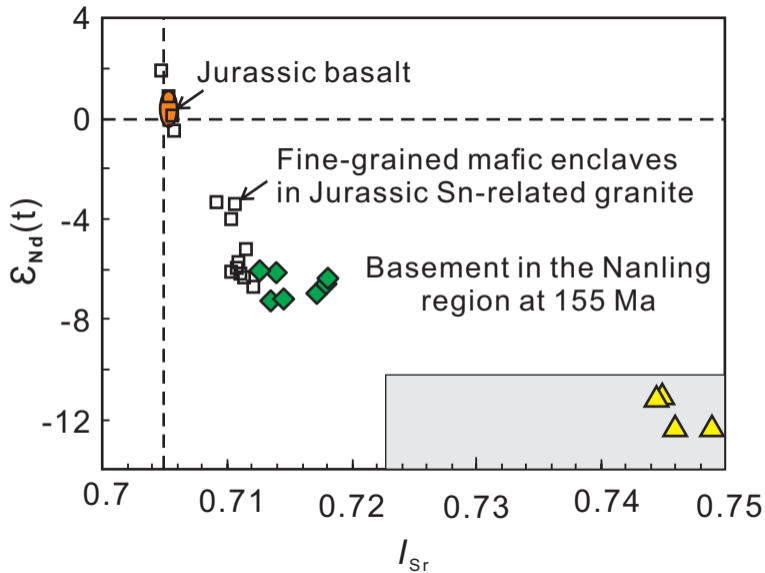 4
Jurassic basalt
0
Fine-grained mafic enclaves
in Jurassic Sn-related granite
-4
εNd(t)
Basement in the Nanling
region at 155 Ma
-8
-12
0.7
0.71
0.72
0.73
0.74
0.75
ISr